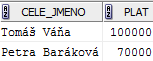 CELE_JMENO PLAT
Tomáš Váňa 100000
Petra Baráková 70000